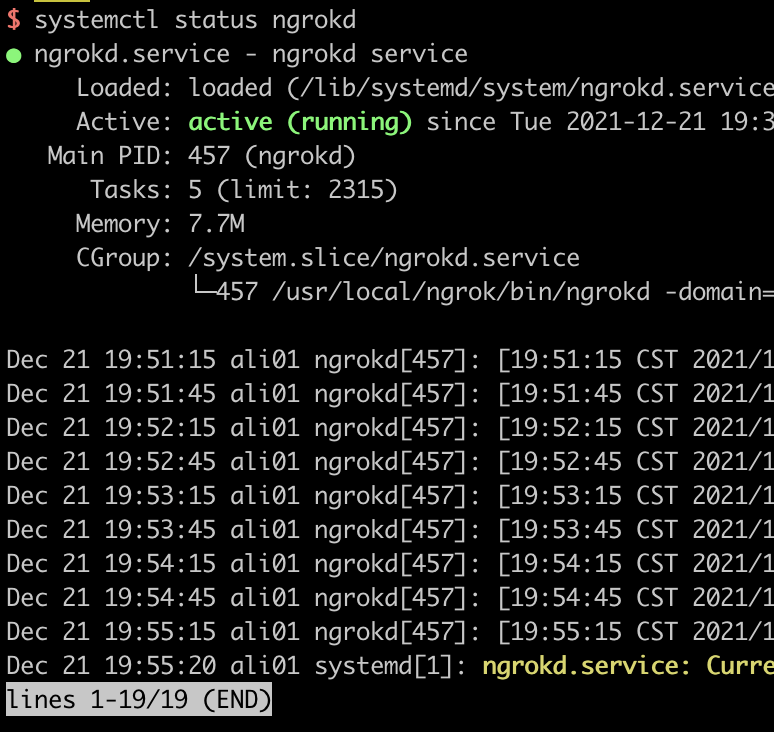 $ systemctl status ngrokd
● ngrokd.service - ngrokd service
Loaded: loaded (/lib/systemd/system/ngrokd.service
Active: active (running) since Tue 2021-12-21 19:3
Main PID: 457 (ngrokd)
Tasks: 5 (limit: 2315)
Memory: 7.7M
CGroup: /system.slice/ngrokd.service
└─457 /usr/local/ngrok/bin/ngrokd -domain=
Dec 21 19:51:15 ali01 ngrokd[457]: [19:51:15 CST 2021/1
Dec 21 19:51:45 ali01 ngrokd[457]: [19:51:45 CST 2021/1
Dec 21 19:52:15 ali01 ngrokd[457]: [19:52:15 CST 2021/1
Dec 21 19:52:45 ali01 ngrokd[457]: [19:52:45 CST 2021/1
Dec 21 19:53:15 ali01 ngrokd[457]: [19:53:15 CST 2021/1
Dec 21 19:53:45 ali01 ngrokd[457]: [19:53:45 CST 2021/1
Dec 21 19:54:15 ali01 ngrokd[457]: [19:54:15 CST 2021/1
Dec 21 19:54:45 ali01 ngrokd[457]: [19:54:45 CST 2021/1
Dec 21 19:55:15 ali01 ngrokd[457]: [19:55:15 CST 2021/1
Dec 21 19:55:20 ali01 systemd[1]: ngrokd.service: Curre
lines 1-19/19 (END)